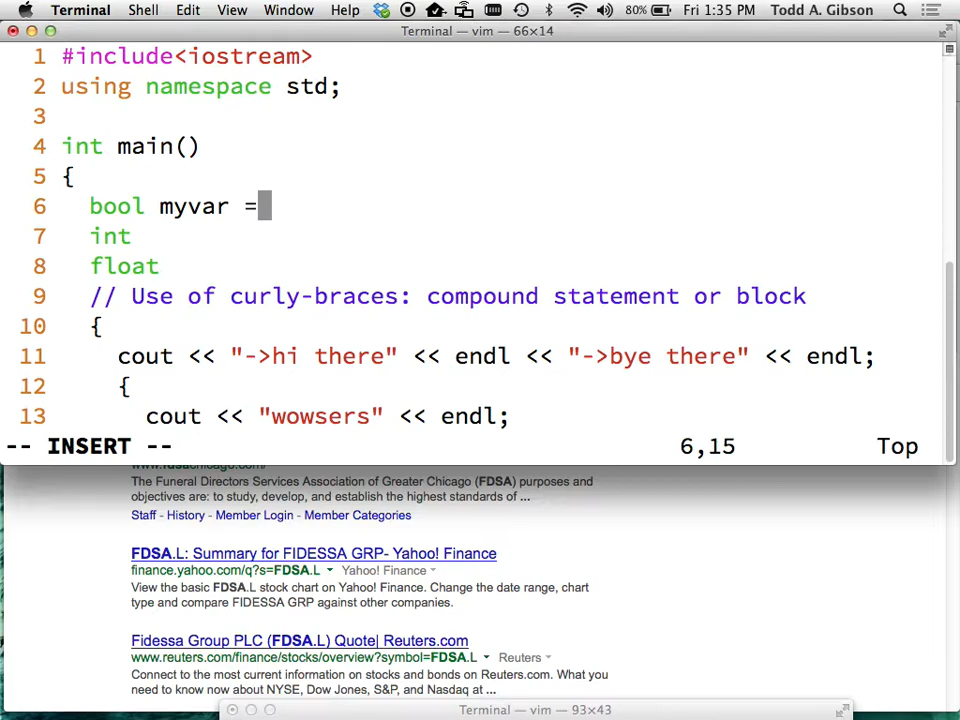 Terminal Shell Edit View Window Help 80% Fri 1:35 PM Todd A. Gibson
Terminal — vim — 66×14
1 #include<iostream>
2 using namespace std;
3
4 int main()
5 {
6 bool myvar =
7 int
8 float
9 // Use of curly-braces: compound statement or block
10 {
11 cout << "->hi there" << endl << "->bye there" << endl;
12 {
13 cout << "wowsers" << endl;
-- INSERT -- 6,15 Top
www.fdsachicago.com/
The Funeral Directors Services Association of Greater Chicago (FDSA) purposes and
objectives are: to study, develop, and establish the highest standards of ...
Staff - History - Member Login - Member Categories
FDSA.L: Summary for FIDESSA GRP- Yahoo! Finance
finance.yahoo.com/q?s=FDSA.L Yahoo! Finance
View the basic FDSA.L stock chart on Yahoo! Finance. Change the date range, chart
type and compare FIDESSA GRP against other companies.
Fidessa Group PLC (FDSA.L) Quote| Reuters.com
www.reuters.com/finance/stocks/overview?symbol=FDSA.L Reuters
Connect to the most current information on stocks and bonds on Reuters.com. What you
need to know now about NYSE, Dow Jones, S&P, and Nasdaq at ...
Terminal — vim — 93×43